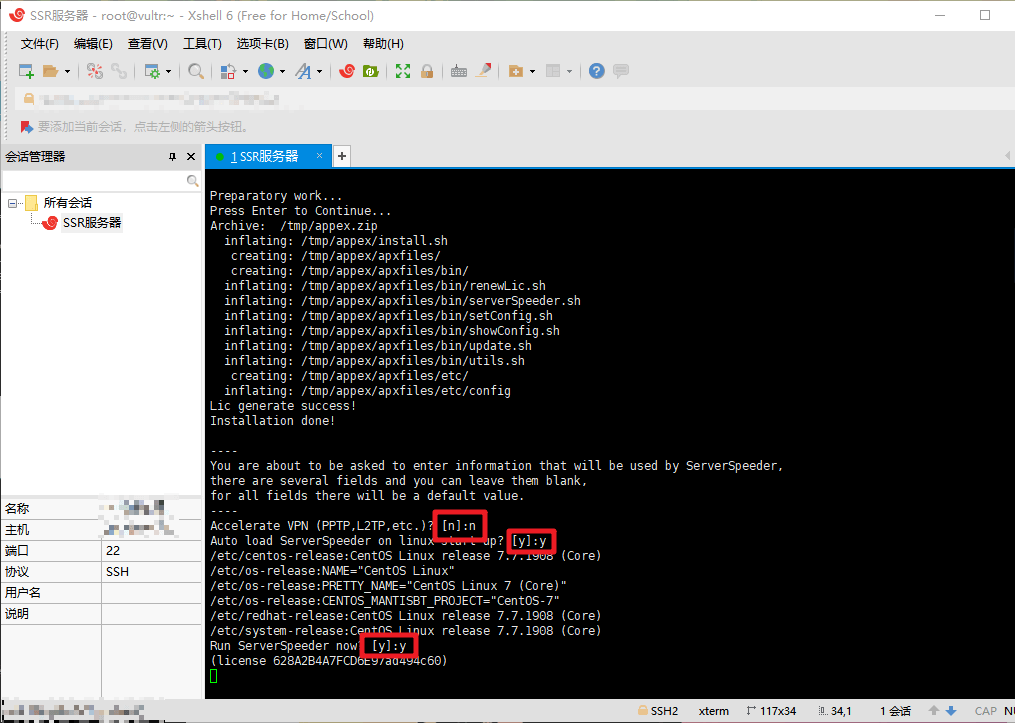 SSR服务器 - root@vultr:~ - Xshell 6 (Free for Home/School)
文件(F) 编辑(E) 查看(V) 工具(T) 选项卡(B) 窗口(W) 帮助(H)
要添加当前会话，点击左侧的箭头按钮。
会话管理器
1 SSR服务器
所有会话
SSR服务器
名称
主机
端口 22
协议 SSH
用户名
说明
Preparatory work...
Press Enter to Continue...
Archive:  /tmp/appex.zip
inflating: /tmp/appex/install.sh
creating: /tmp/appex/apxfiles/
creating: /tmp/appex/apxfiles/bin/
inflating: /tmp/appex/apxfiles/bin/renewLic.sh
inflating: /tmp/appex/apxfiles/bin/serverSpeeder.sh
inflating: /tmp/appex/apxfiles/bin/setConfig.sh
inflating: /tmp/appex/apxfiles/bin/showConfig.sh
inflating: /tmp/appex/apxfiles/bin/update.sh
inflating: /tmp/appex/apxfiles/bin/utils.sh
creating: /tmp/appex/apxfiles/etc/
inflating: /tmp/appex/apxfiles/etc/config
Lic generate success!
Installation done!
----
You are about to be asked to enter information that will be used by ServerSpeeder,
there are several fields and you can leave them blank,
for all fields there will be a default value.
----
Accelerate VPN (PPTP,L2TP,etc.)? [n]:n
Auto load ServerSpeeder on linux start-up? [y]:y
/etc/centos-release:CentOS Linux release 7.7.1908 (Core)
/etc/os-release:NAME="CentOS Linux"
/etc/os-release:PRETTY_NAME="CentOS Linux 7 (Core)"
/etc/os-release:CENTOS_MANTISBT_PROJECT="CentOS-7"
/etc/redhat-release:CentOS Linux release 7.7.1908 (Core)
/etc/system-release:CentOS Linux release 7.7.1908 (Core)
Run ServerSpeeder now? [y]:y
(license 628A2B4A7FCD6E97ad494c60)
SSH2 xterm 117x34 34,1 1 会话 CAP NU